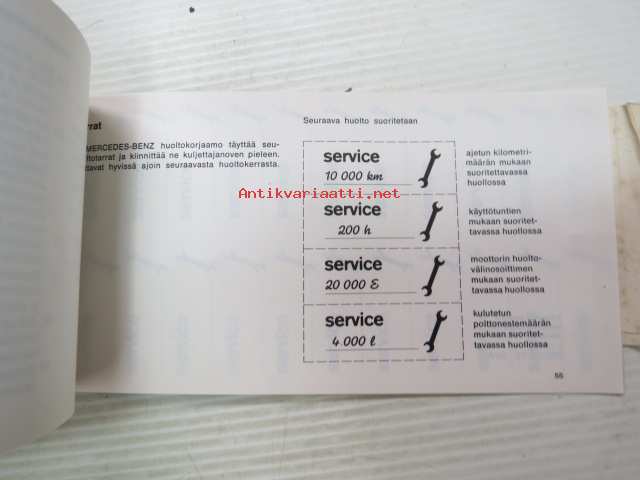 rrat
MERCEDES-BENZ huoltokorjaamo täyttää seu-
ltotarrat ja kiinnittää ne kuljettajanoven pieleen.
ttavat hyvissä ajoin seuraavasta huoltokerrasta.
Seuraava huolto suoritetaan
service
10 000 km
ajetun kilometri-
määrän mukaan
suoritettavassa
huollossa
Antikvariaatti.net
service
200 h
käyttötuntien
mukaan suoritet-
tavassa huollossa
service
20 000 E
moottorin huolto-
välinosoittimen
mukaan suoritet-
tavassa huollossa
service
4 000 l
kulutetun
polttonestemäärän
mukaan suoritet-
tavassa huollossa
55